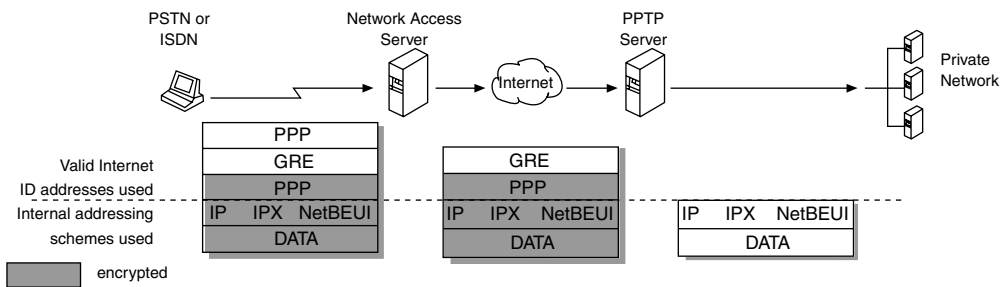 PSTN or
ISDN
Network Access
Server
PPTP
Server
Internet
Private
Network
PPP
GRE
PPP
IP IPX NetBEUI
DATA
GRE
PPP
IP IPX NetBEUI
DATA
IP IPX NetBEUI
DATA
Valid Internet
ID addresses used
Internal addressing
schemes used
encrypted